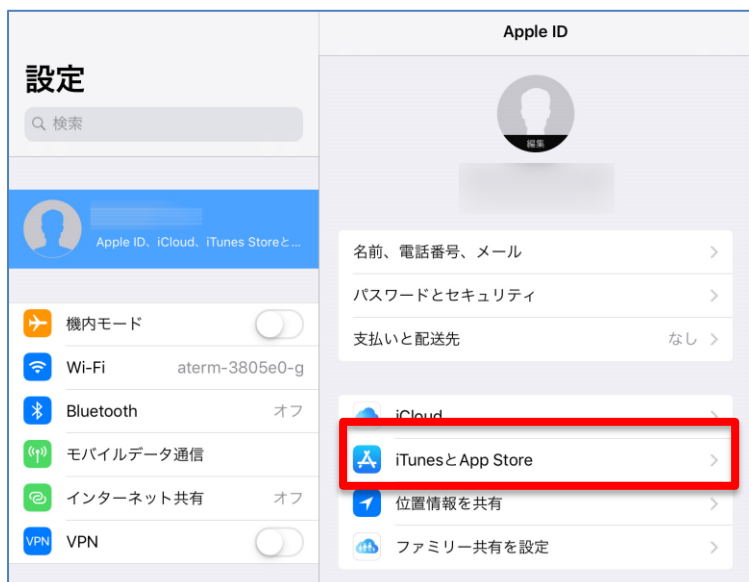 Apple ID
設定
検索
Apple ID、iCloud、iTunes Storeと...
機内モード
Wi-Fi
aterm-3805e0-g
Bluetooth
オフ
モバイルデータ通信
インターネット共有
オフ
VPN
VPN
編集
名前、電話番号、メール
パスワードとセキュリティ
支払いと配送先
なし
iCloud
iTunesとApp Store
位置情報を共有
ファミリー共有を設定